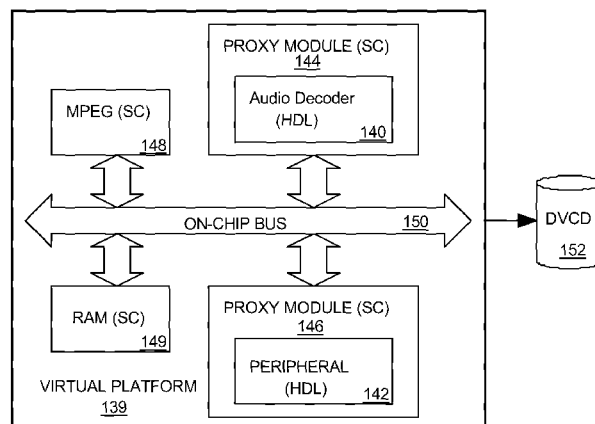 PROXY MODULE (SC)
144
Audio Decoder
(HDL)
140
MPEG (SC)
148
ON-CHIP BUS
150
DVCD
152
RAM (SC)
149
PROXY MODULE (SC)
146
PERIPHERAL
(HDL)
142
VIRTUAL PLATFORM
139